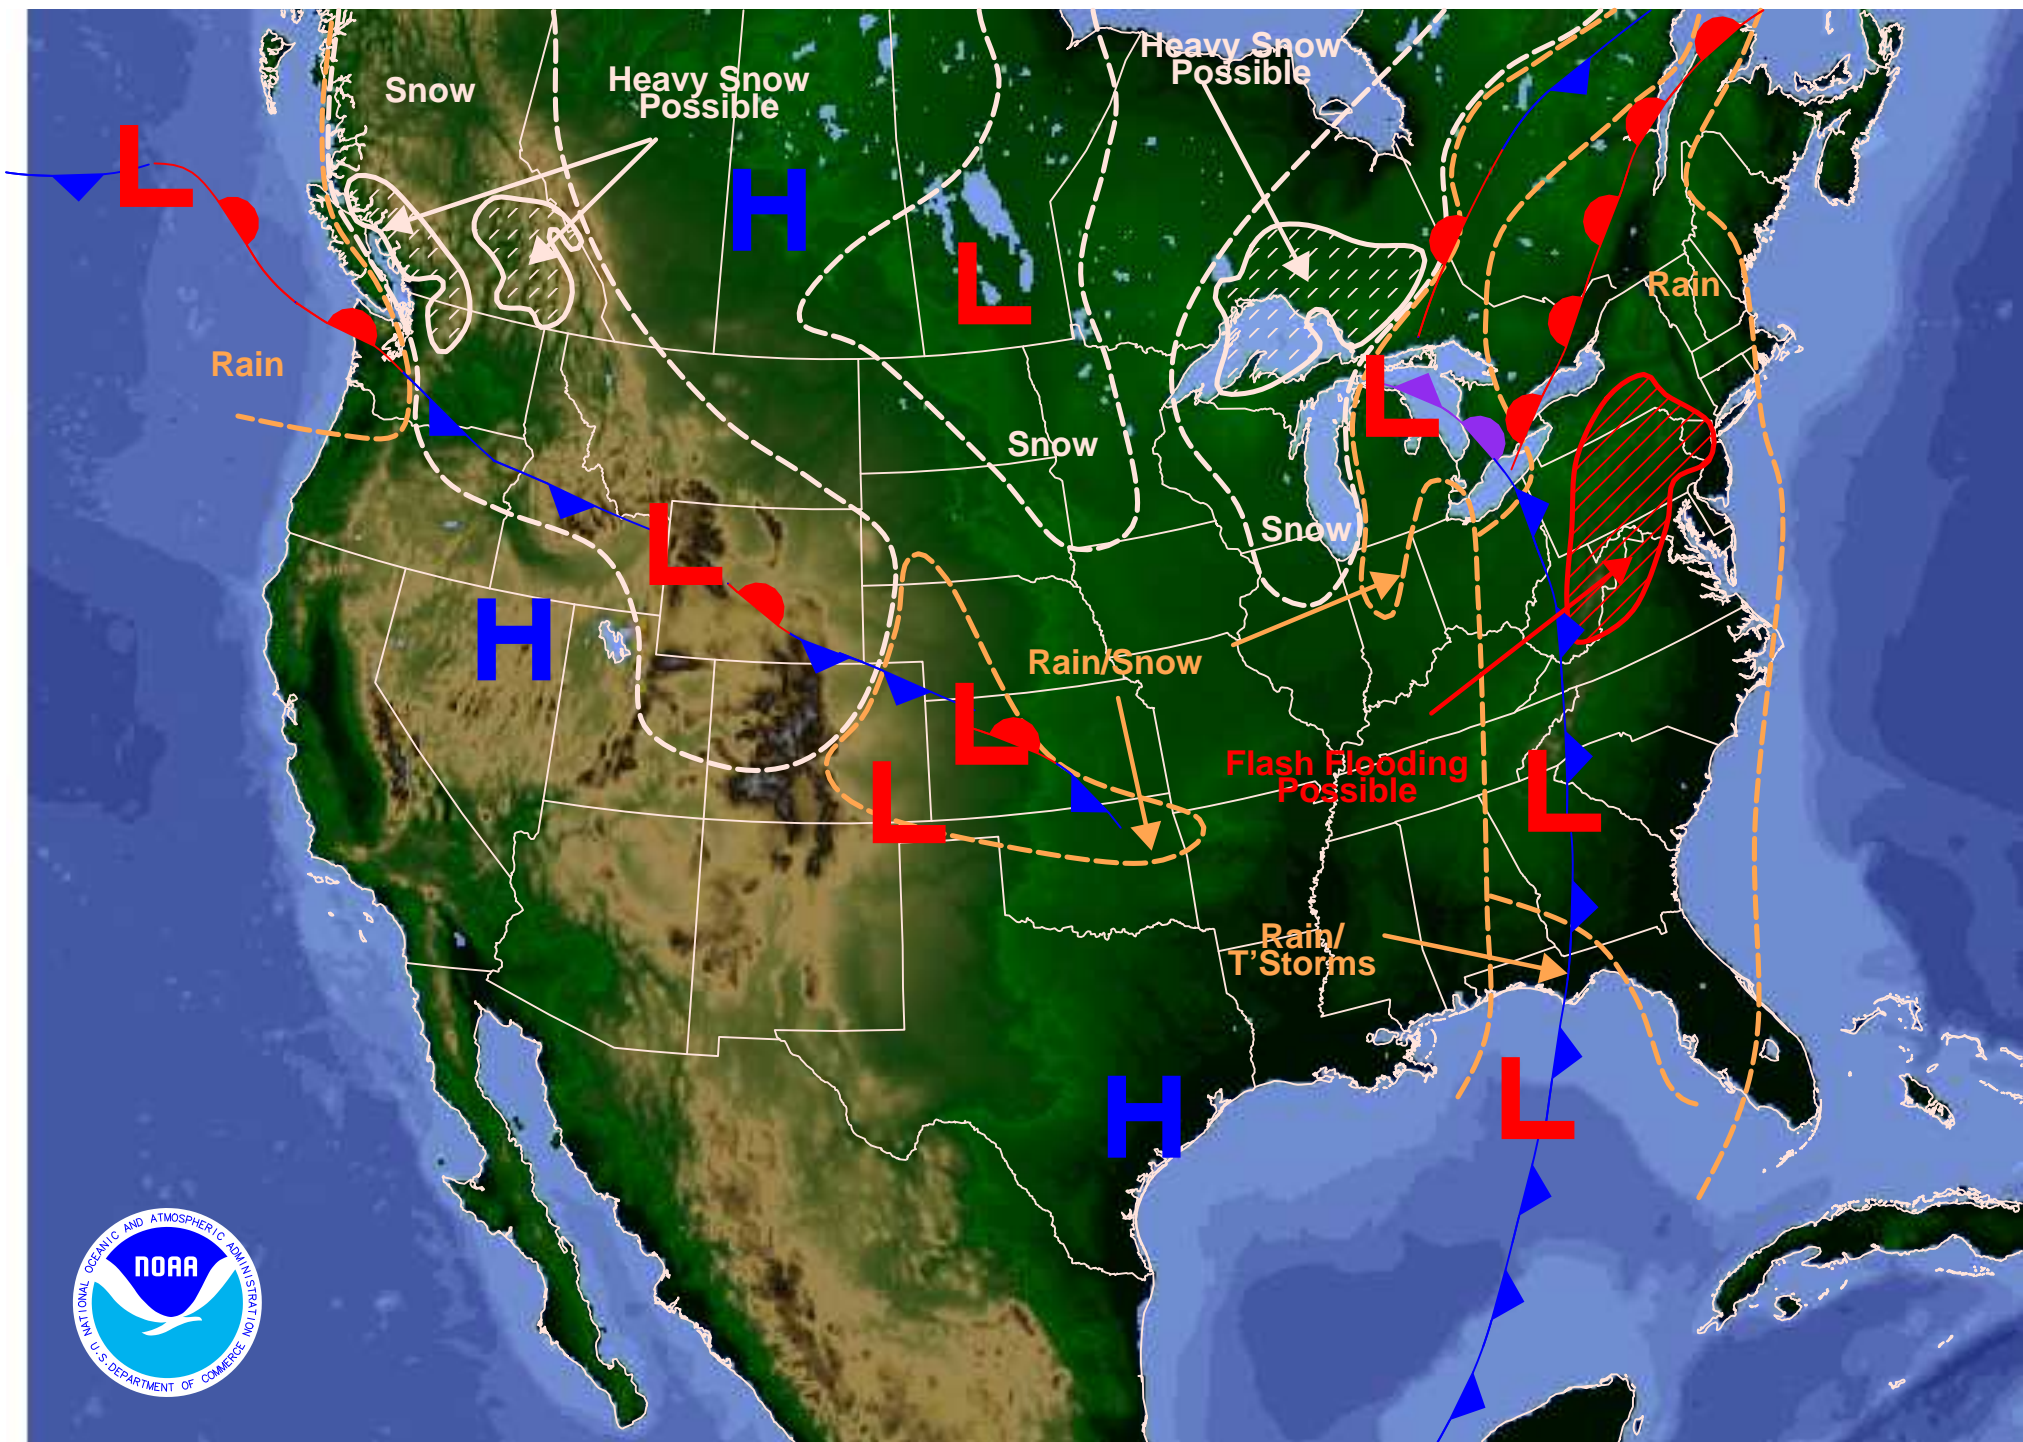 Heavy Snow
Possible
Snow
Heavy Snow
Possible
L
H
L
Rain
Rain
L
Snow
L
Snow
H
Rain/Snow
L
L
Flash Flooding
Possible
L
L
Rain/
T'Storms
H
L
NATIONAL OCEANIC AND ATMOSPHERIC ADMINISTRATION
NOAA
U.S. DEPARTMENT OF COMMERCE